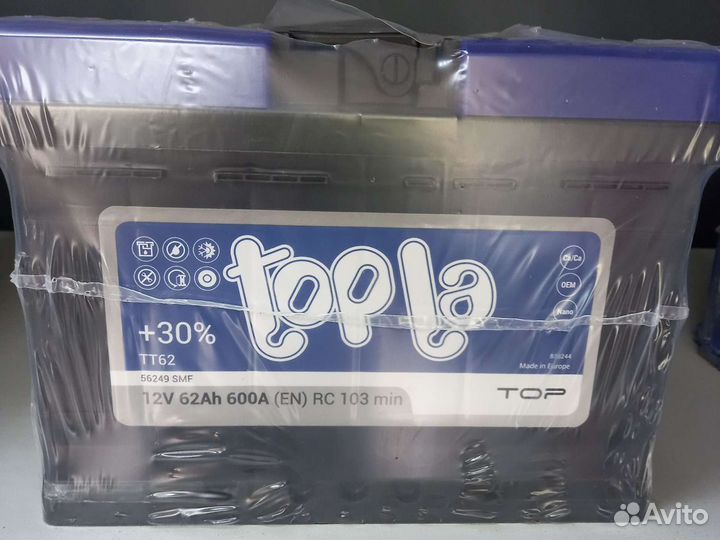 topla
Ca/Ca
OEM
Nano
+30%
TT62
Made in Europe
56249 SMF
12V 62Ah 600A (EN) RC 103 min
TOP
Avito